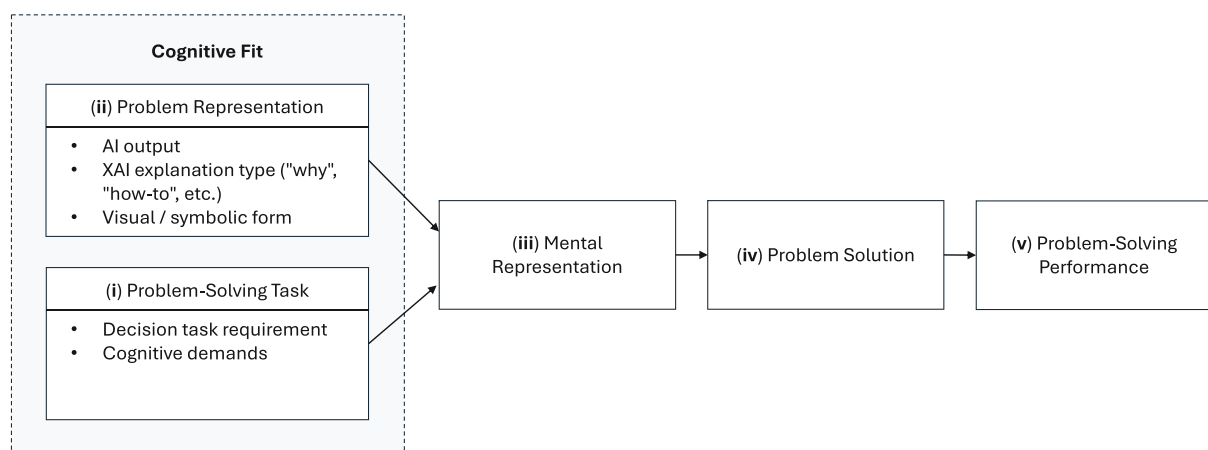 Cognitive Fit
(ii) Problem Representation
• AI output
• XAI explanation type ("why",
"how-to", etc.)
• Visual / symbolic form
(i) Problem-Solving Task
• Decision task requirement
• Cognitive demands
(iii) Mental
Representation
(iv) Problem Solution
(v) Problem-Solving
Performance